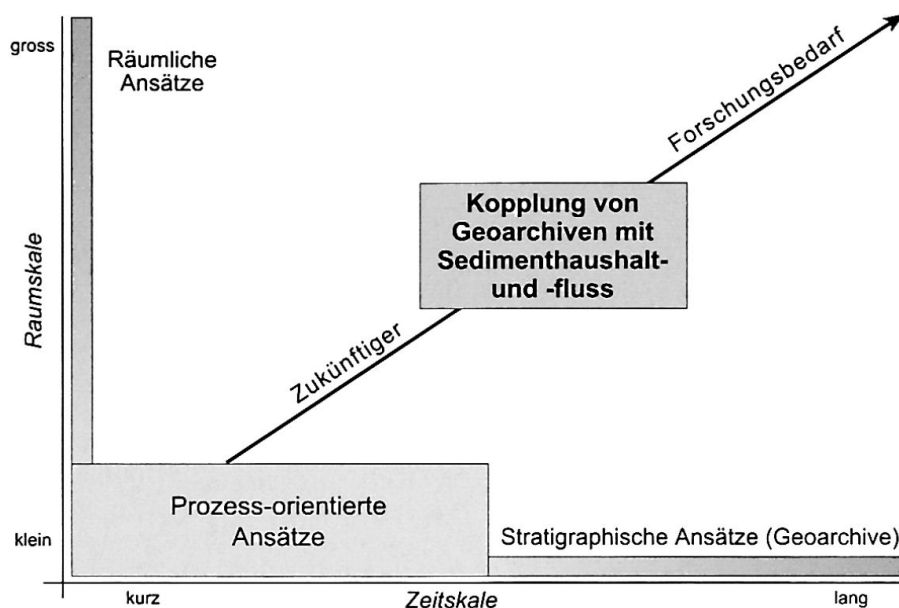 gross
Räumliche
Ansätze
Forschungsbedarf
Kopplung von
Geoarchiven mit
Sedimenthaushalt-
und -fluss
Raumskale
Zukünftiger
Prozess-orientierte
Ansätze
klein
Stratigraphische Ansätze (Geoarchive)
kurz
Zeitskale
lang